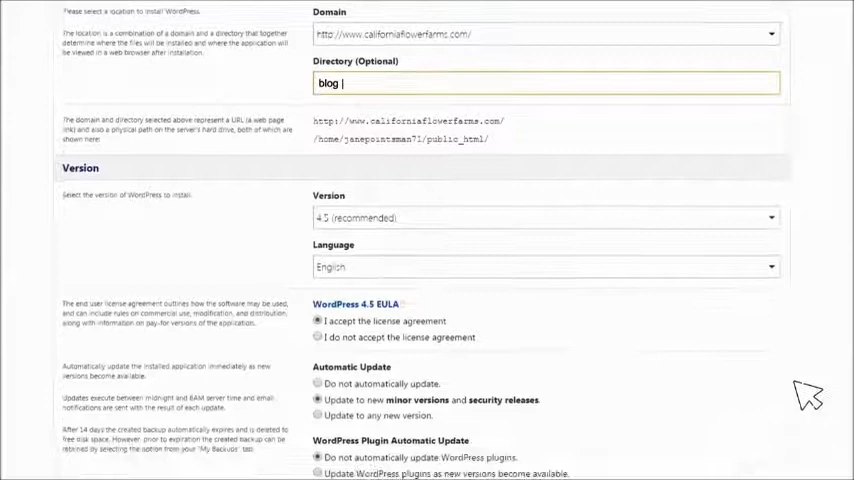 Please select a location to install WordPress.
Domain
The location is a combination of a domain and a directory that together
determine where the files will be installed and where the application will
be viewed in a web browser after installation.
http://www.californiaflowerfarms.com/
Directory (Optional)
blog
The domain and directory selected above represent a URL (a web page
link) and also a physical path on the server's hard drive, both of which are
shown here:
http://www.californiaflowerfarms.com/
/home/janepointsman71/public_html/
Version
Select the version of WordPress to install.
Version
4.5 (recommended)
Language
English
The end user license agreement outlines how the software may be used,
and can include rules on commercial use, modification, and distribution,
along with information on pay-for versions of the application.
WordPress 4.5 EULA
I accept the license agreement
I do not accept the license agreement
Automatically update the installed application immediately as new
versions become available.
Updates execute between midnight and 6AM server time and email
notifications are sent with the result of each update.
After 14 days the created backup automatically expires and is deleted to
free disk space. However, prior to expiration the created backup can be
retained by selecting the option from your "My Backups" tab.
Automatic Update
Do not automatically update.
Update to new minor versions and security releases.
Update to any new version.
WordPress Plugin Automatic Update
Do not automatically update WordPress plugins.
Update WordPress plugins as new versions become available.